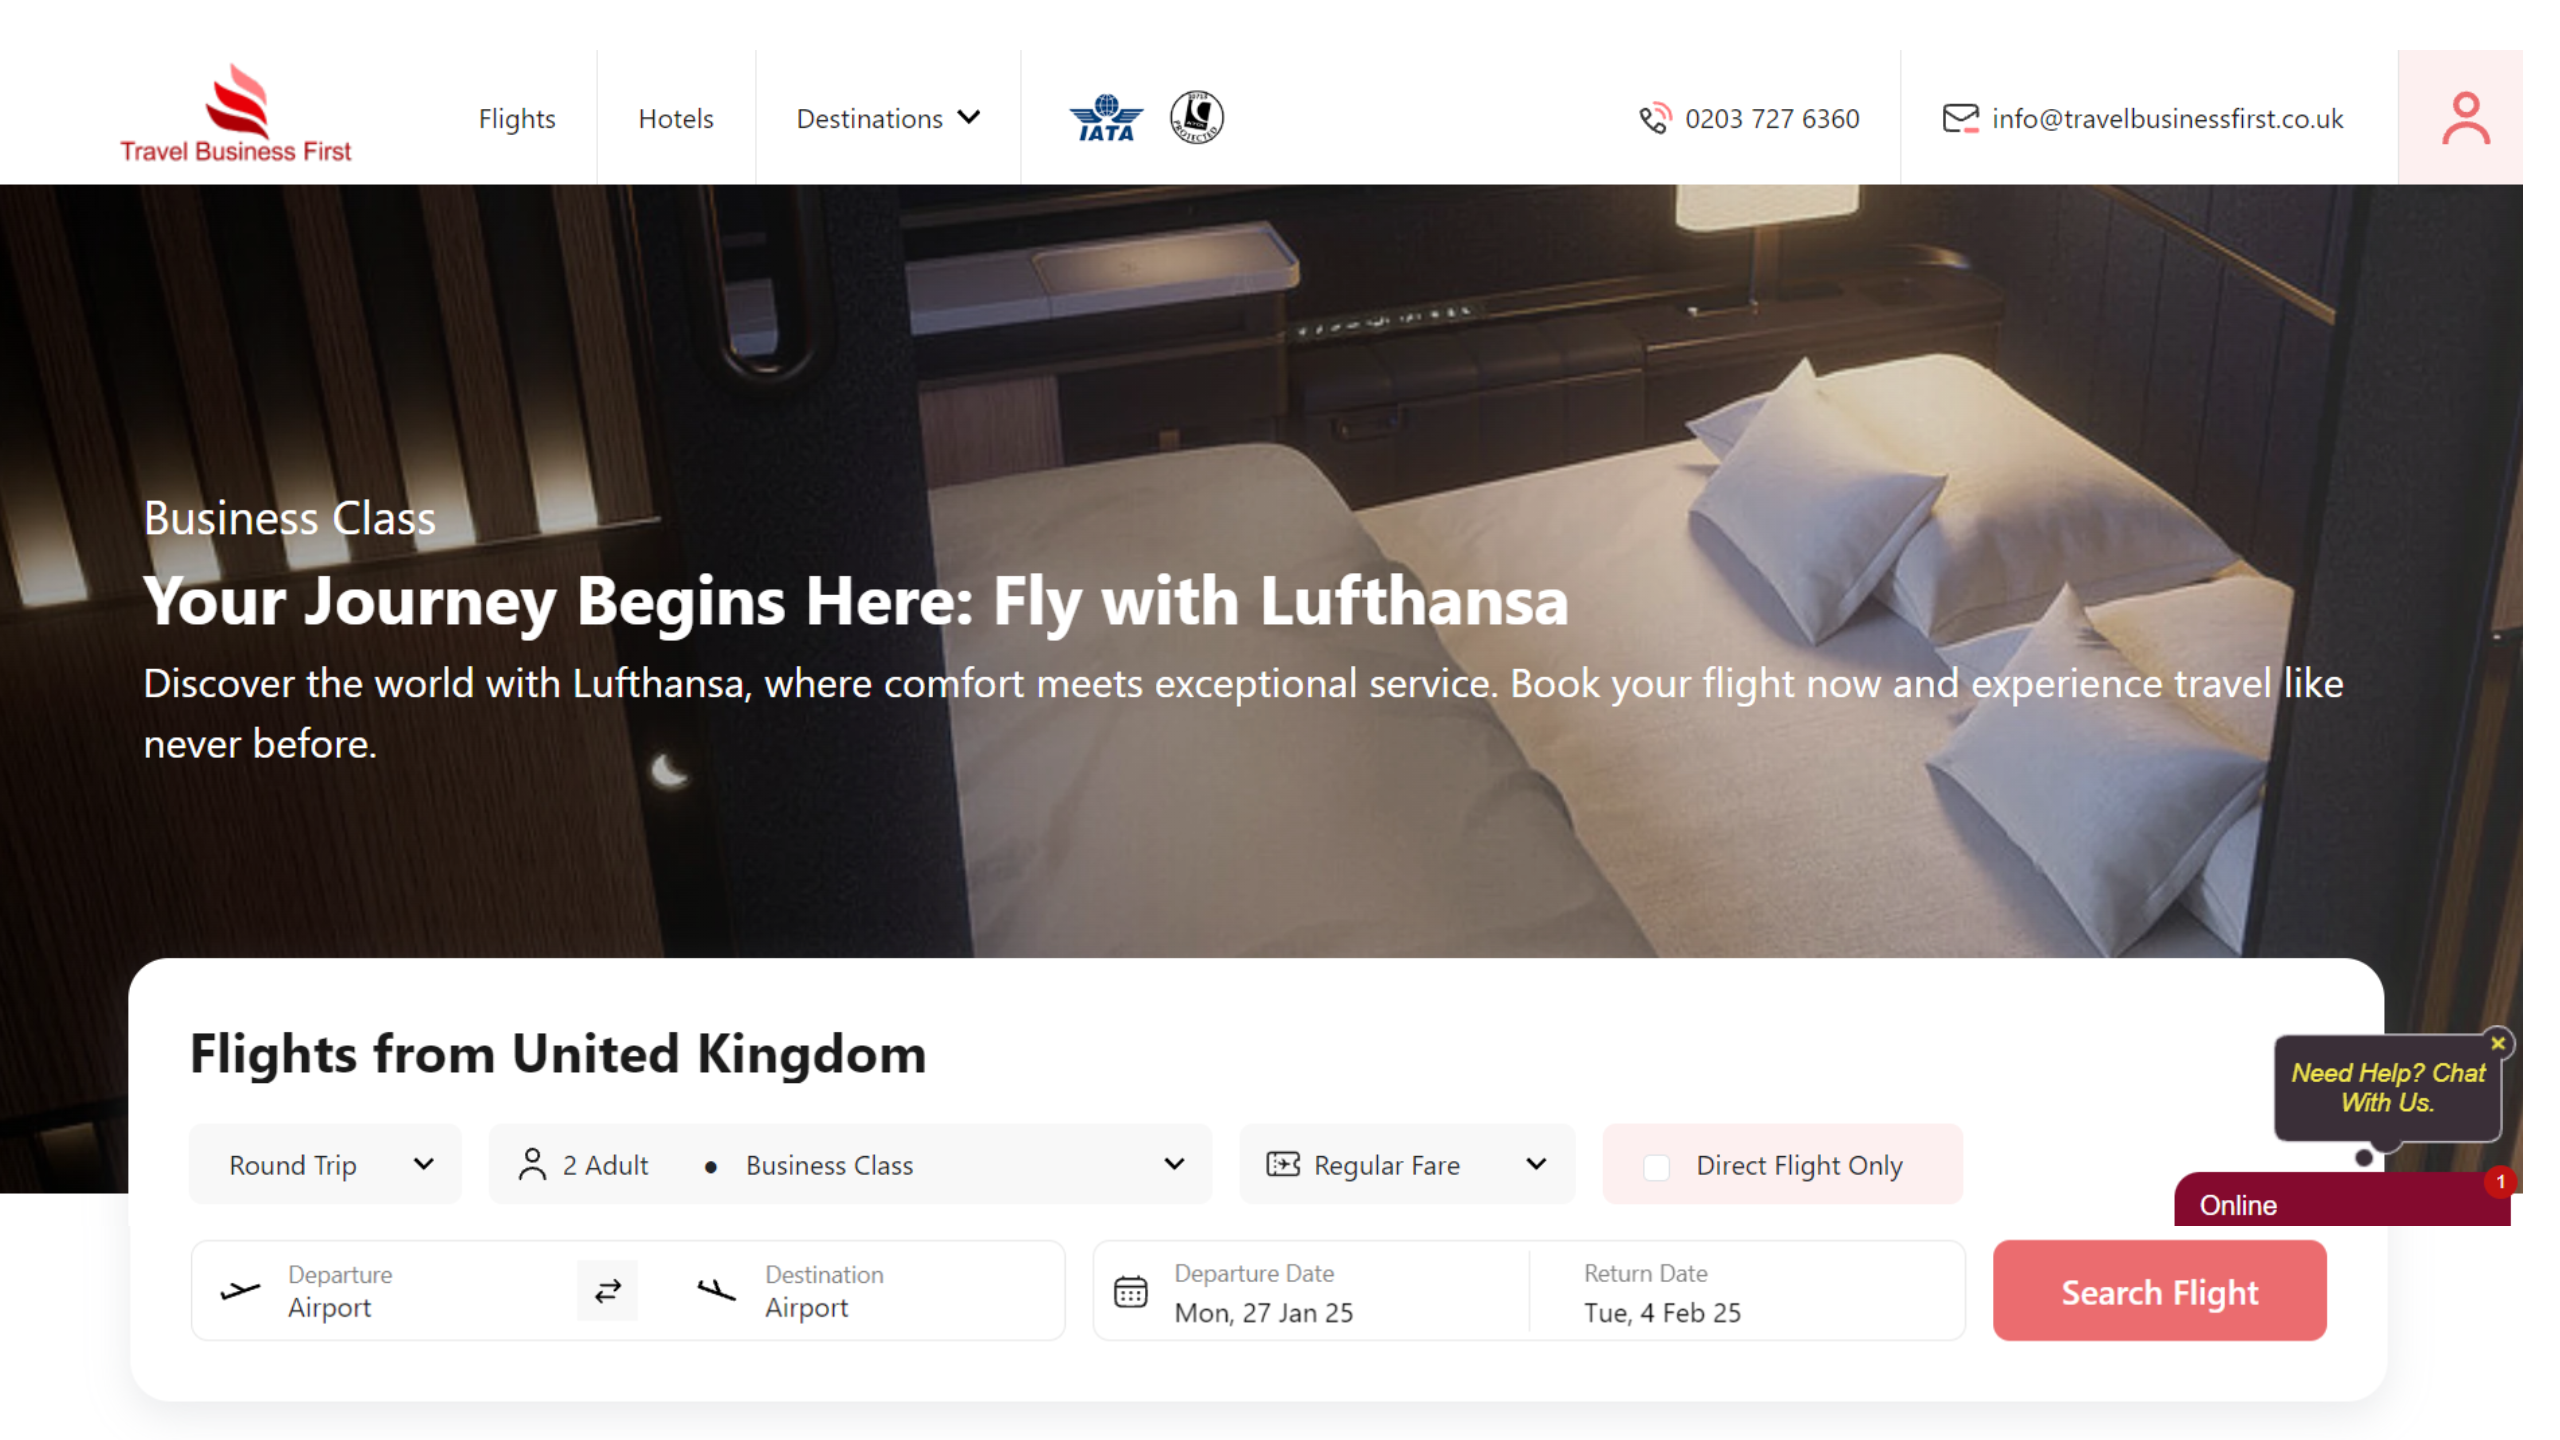 Travel Business First
Flights
Hotels
Destinations
IATA
PROTECTED
0203 727 6360
info@travelbusinessfirst.co.uk
Business Class
Your Journey Begins Here: Fly with Lufthansa
Discover the world with Lufthansa, where comfort meets exceptional service. Book your flight now and experience travel like
never before.
Flights from United Kingdom
Need Help? Chat
With Us.
Round Trip
2 Adult • Business Class
Regular Fare
Direct Flight Only
1
Online
Departure
Airport
Destination
Airport
Departure Date
Mon, 27 Jan 25
Return Date
Tue, 4 Feb 25
Search Flight